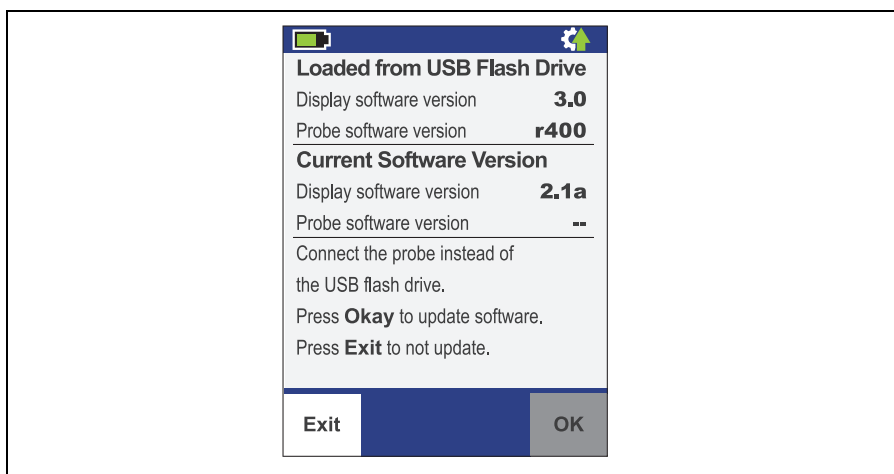 Loaded from USB Flash Drive
Display software version 3.0
Probe software version r400
Current Software Version
Display software version 2.1a
Probe software version --
Connect the probe instead of
the USB flash drive.
Press Okay to update software.
Press Exit to not update.
Exit OK